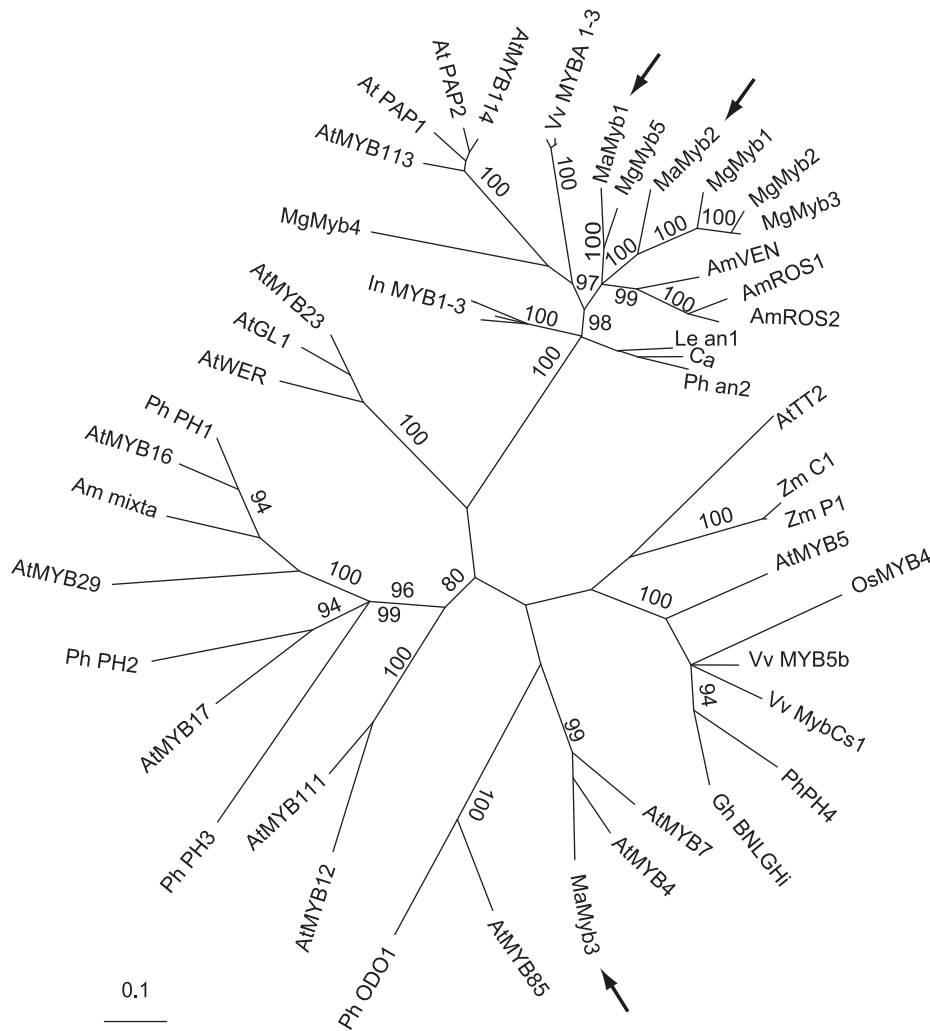 At PAP1
At PAP2
AtMYB114
Vv MYBA 1-3
MaMyb1
MgMyb5
MaMyb2
MgMyb1
MgMyb2
MgMyb3
AtMYB113
100
100
100
100
100
100
MgMyb4
97
AmVEN
99
AmROS1
100
AmROS2
In MYB1-3
100
98
Le an1
Ca
Ph an2
100
AtMYB23
AtGL1
AtWER
100
Ph PH1
AtMYB16
94
Am mixta
AtMYB29
100
96
99
80
94
Ph PH2
AtMYB17
Ph PH3
100
AtMYB111
AtMYB12
AtTT2
Zm C1
Zm P1
100
AtMYB5
100
OsMYB4
Vv MYB5b
Vv MybCs1
94
PhPH4
Gh BNLGHi
99
AtMYB7
AtMYB4
MaMyb3
100
AtMYB85
Ph ODO1
0.1